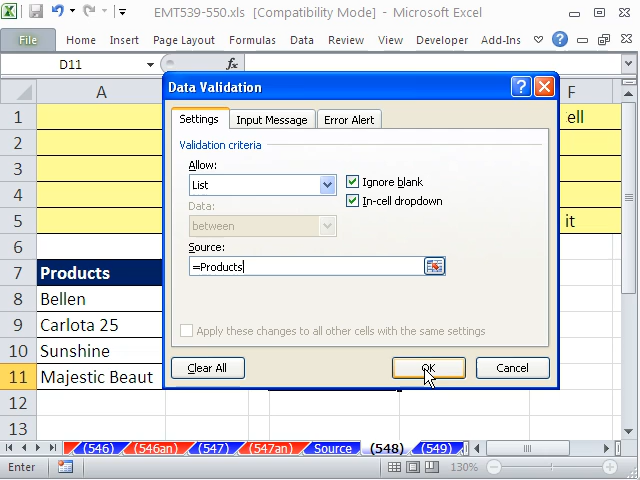 EMT539-550.xls [Compatibility Mode] - Microsoft Excel
File Home Insert Page Layout Formulas Data Review View Developer Add-Ins
D11 fx
Data Validation
A F
Settings Input Message Error Alert
Validation criteria
Allow:
List
Ignore blank
Data:
In-cell dropdown
between
Source:
=Products
Apply these changes to all other cells with the same settings
Clear All OK Cancel
1 ell
2
3
4
5 it
6
7 Products
8 Bellen
9 Carlota 25
10 Sunshine
11 Majestic Beaut
12
13
(546) (546an) (547) (547an) Source (548) (549)
Enter 130%